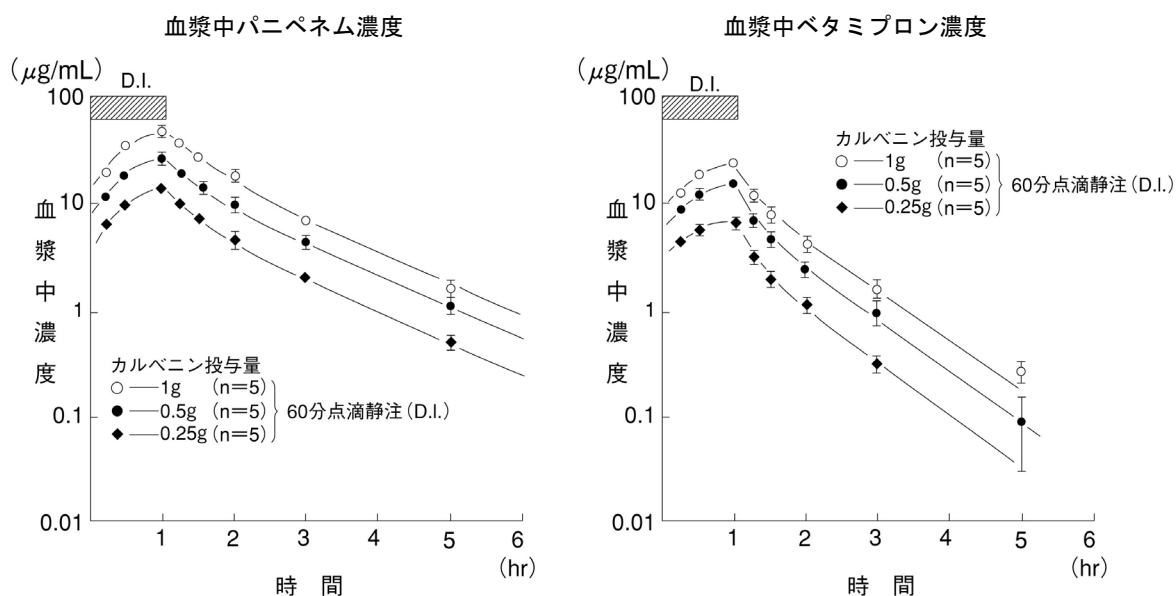 血漿中パニペネム濃度
(μg/mL)
D.I.
100
10
1
0.1
0.01
血漿中濃度
カルベニン投与量
○—1g (n=5)
●—0.5g (n=5)
◆—0.25g (n=5)
60分点滴静注(D.I.)
1 2 3 4 5 6
(hr)
時 間
血漿中ベタミプロン濃度
(μg/mL)
D.I.
100
10
1
0.1
0.01
血漿中濃度
カルベニン投与量
○—1g (n=5)
●—0.5g (n=5)
◆—0.25g (n=5)
60分点滴静注(D.I.)
1 2 3 4 5 6
(hr)
時 間